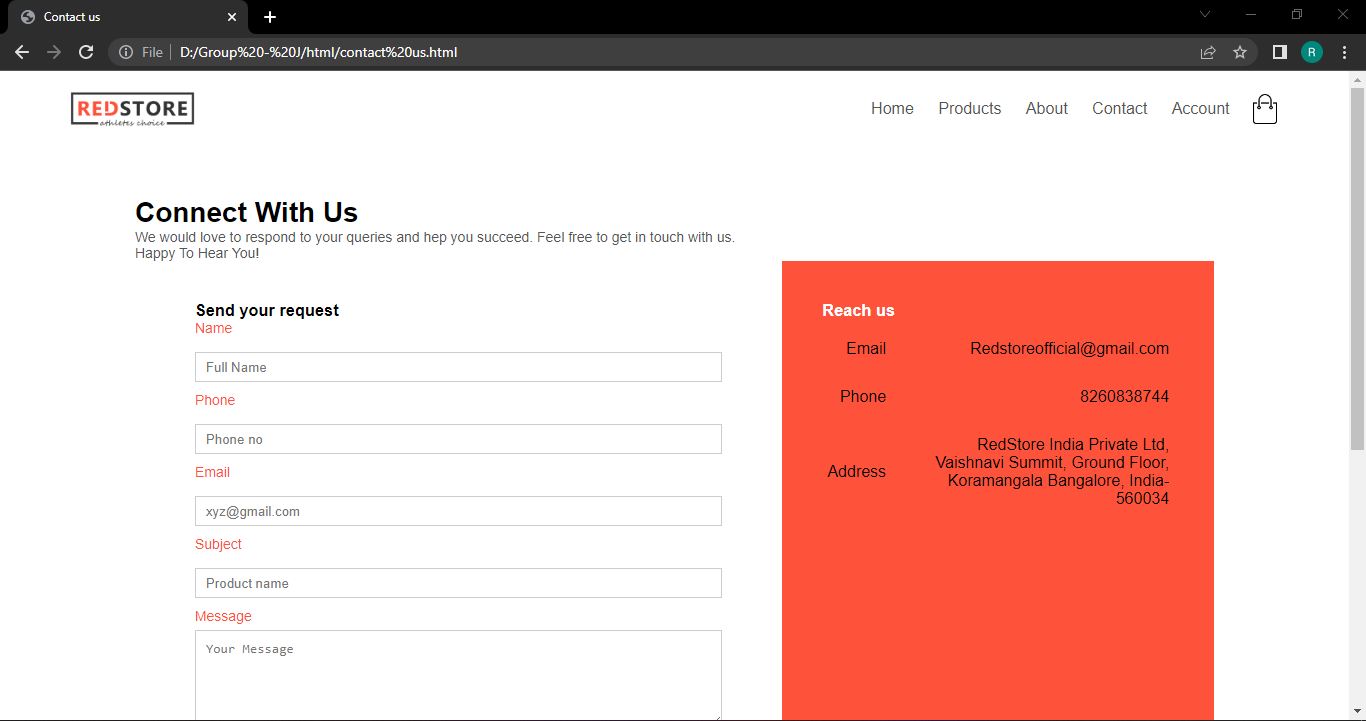 Contact us
File
D:/Group%20-%20J/html/contact%20us.html
R
REDSTORE
athletes choice
Home Products About Contact Account
Connect With Us
We would love to respond to your queries and hep you succeed. Feel free to get in touch with us.
Happy To Hear You!
Send your request
Name
Full Name
Phone
Phone no
Email
xyz@gmail.com
Subject
Product name
Message
Your Message
Reach us
Email Redstoreofficial@gmail.com
Phone 8260838744
Address
RedStore India Private Ltd,
Vaishnavi Summit, Ground Floor,
Koramangala Bangalore, India-
560034